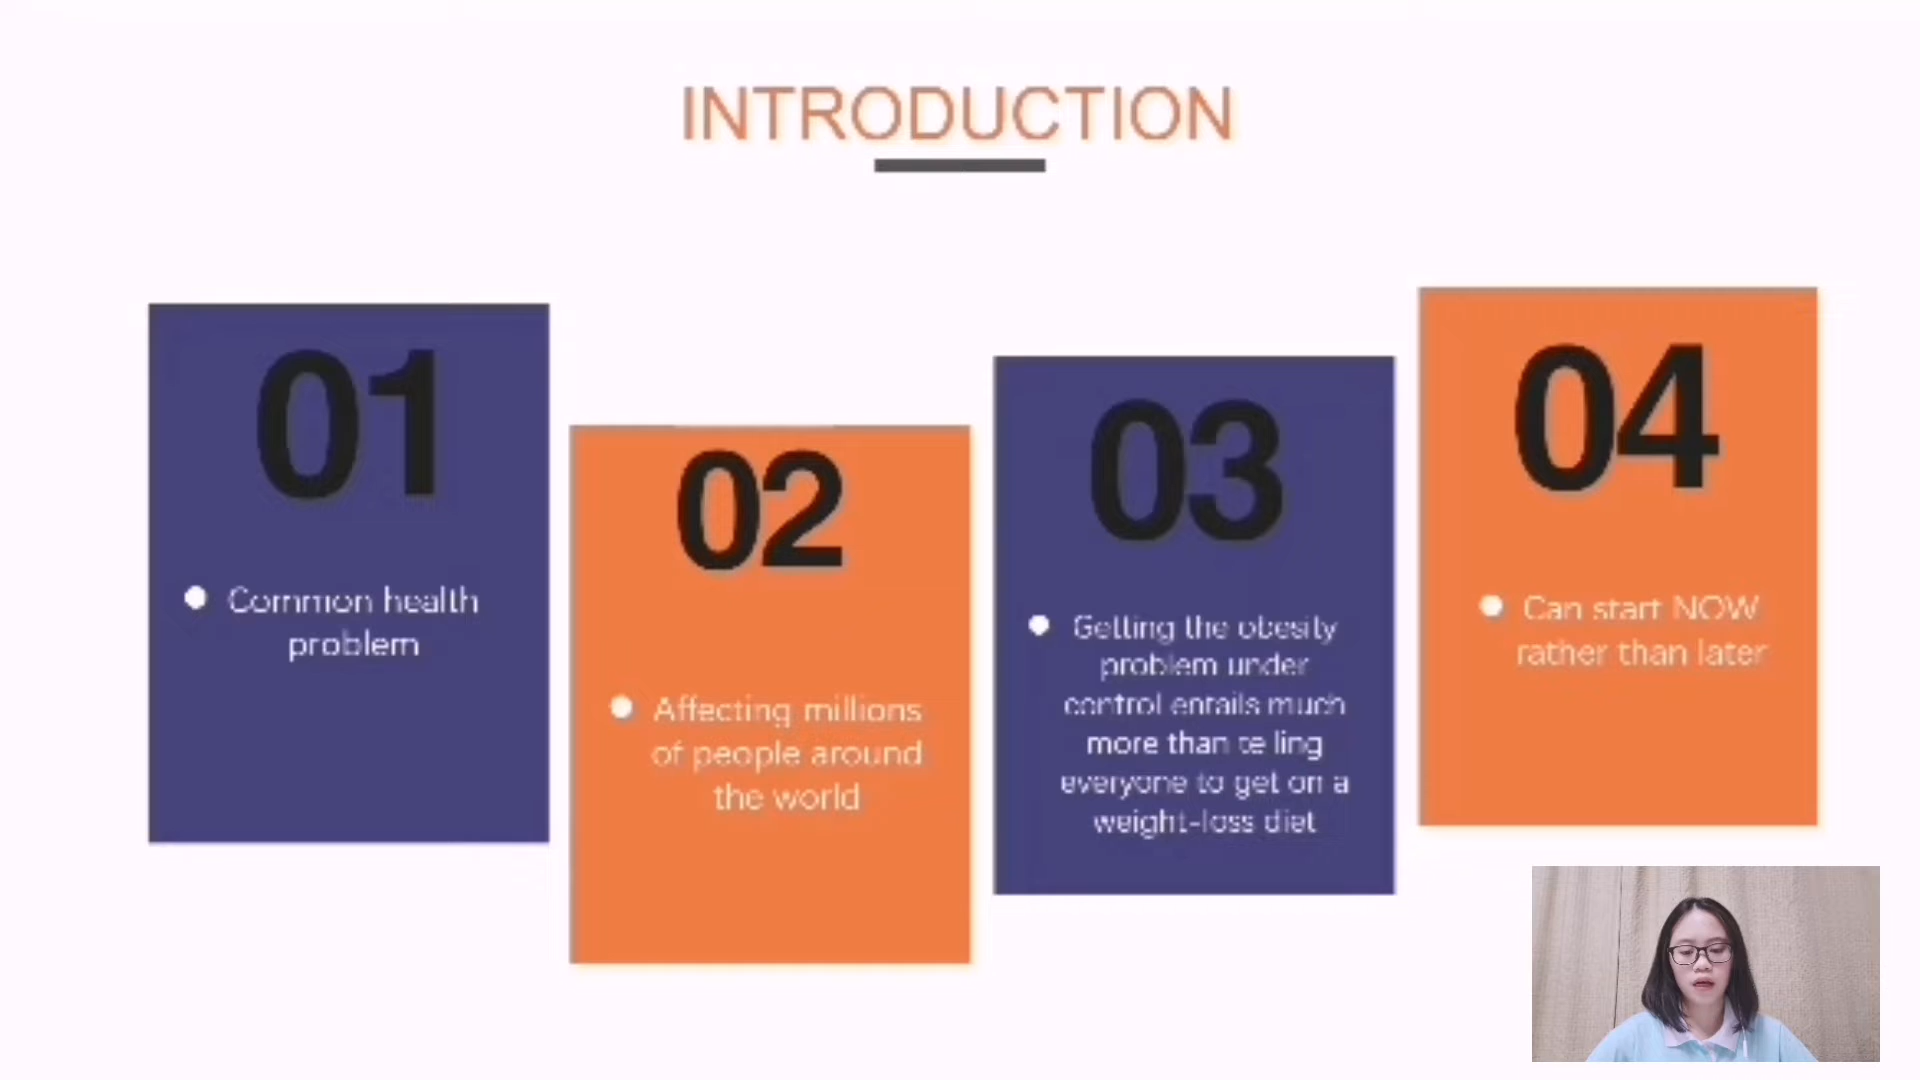 INTRODUCTION
01
Common health
problem
02
Affecting millions
of people around
the world
03
Getting the obesity
problem under
control entails much
more than telling
everyone to get on a
weight-loss diet
04
Can start NOW
rather than later